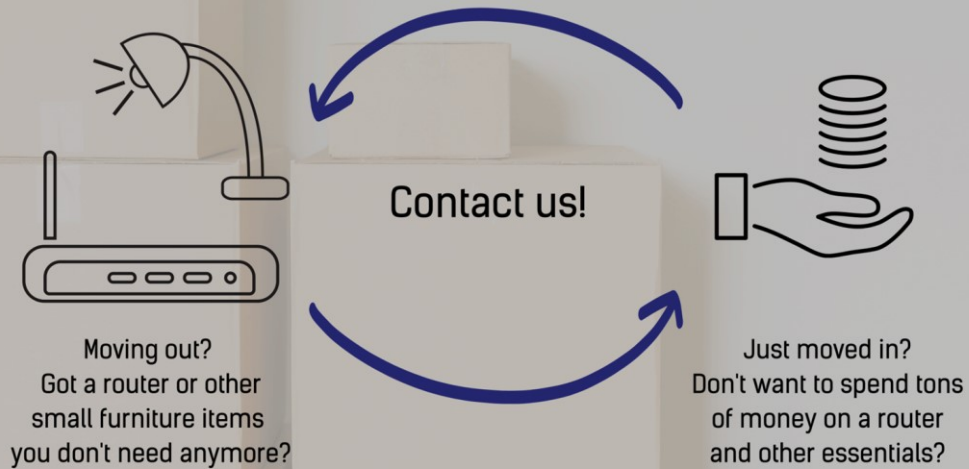 Contact us!
Moving out?
Got a router or other
small furniture items
you don't need anymore?
Just moved in?
Don't want to spend tons
of money on a router
and other essentials?